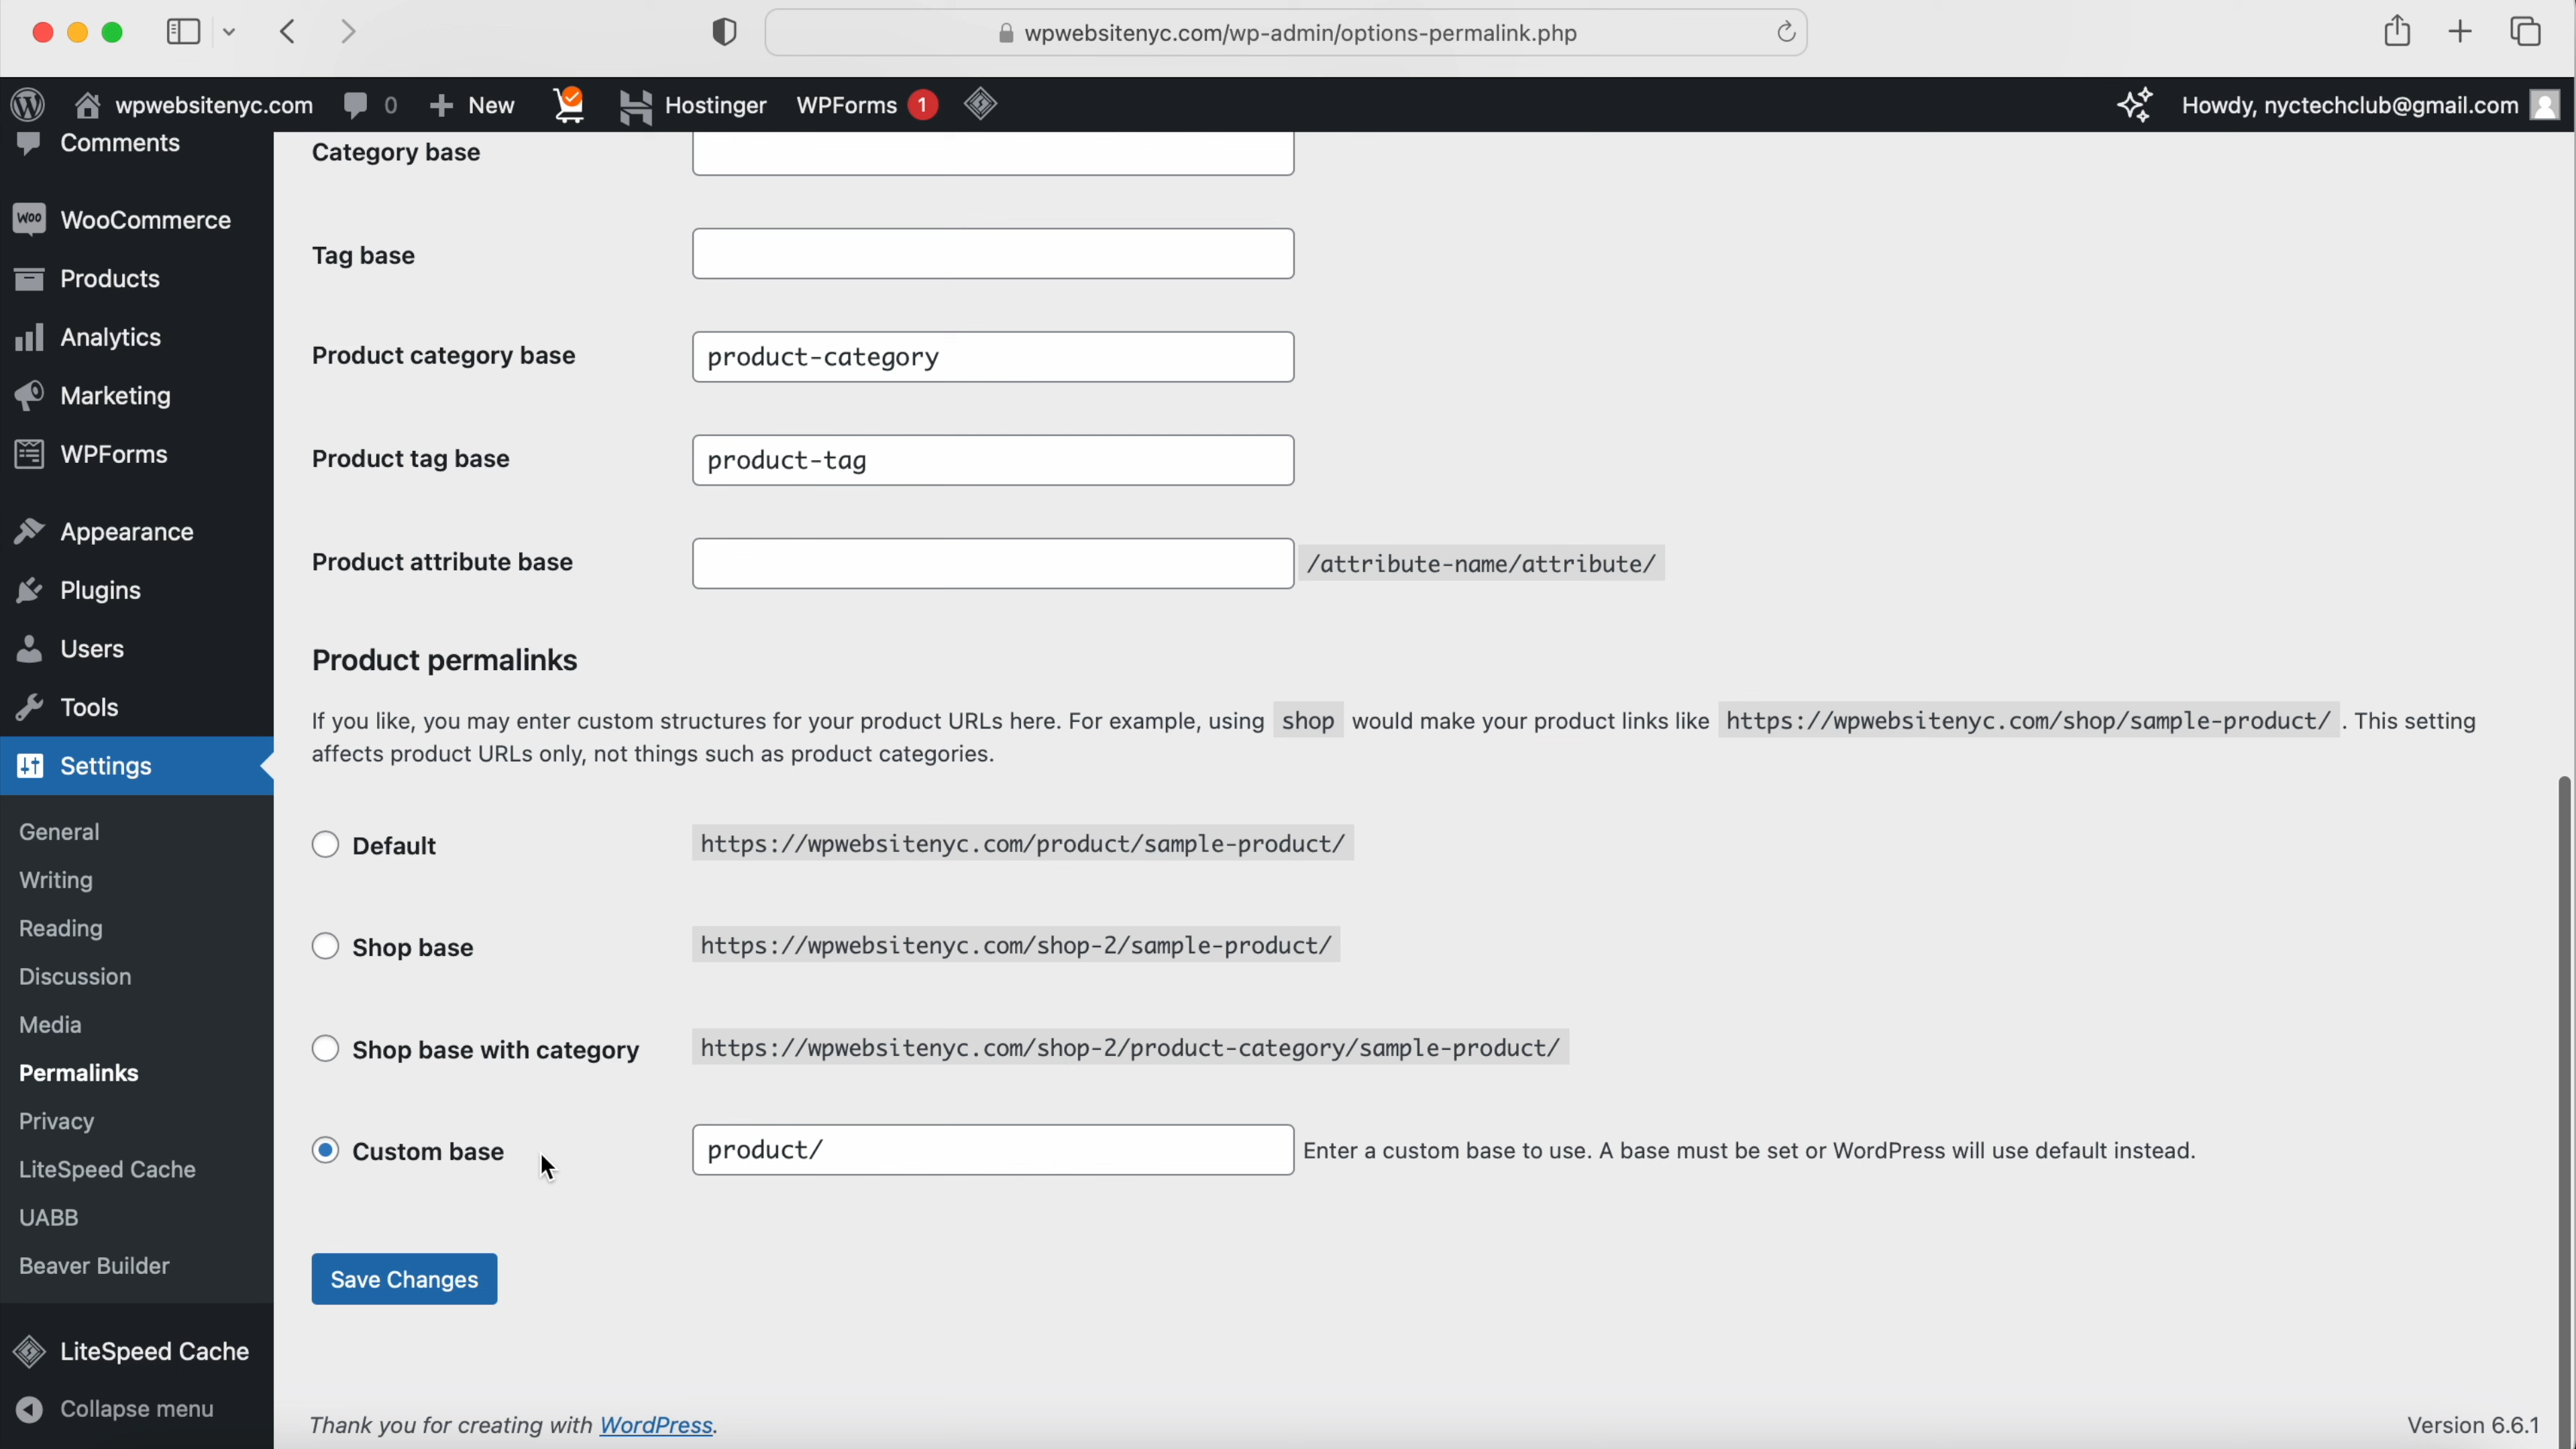 wpwebsitenyc.com/wp-admin/options-permalink.php
wpwebsitenyc.com 0 New Hostinger WPForms 1 Howdy, nyctechclub@gmail.com
Comments
Woo WooCommerce
Products
Analytics
Marketing
WPForms
Appearance
Plugins
Users
Tools
Settings
General
Writing
Reading
Discussion
Media
Permalinks
Privacy
LiteSpeed Cache
UABB
Beaver Builder
LiteSpeed Cache
Collapse menu
Category base
Tag base
Product category base product-category
Product tag base product-tag
Product attribute base /attribute-name/attribute/
Product permalinks
If you like, you may enter custom structures for your product URLs here. For example, using shop would make your product links like https://wpwebsitenyc.com/shop/sample-product/ . This setting
affects product URLs only, not things such as product categories.
Default https://wpwebsitenyc.com/product/sample-product/
Shop base https://wpwebsitenyc.com/shop-2/sample-product/
Shop base with category https://wpwebsitenyc.com/shop-2/product-category/sample-product/
Custom base product/ Enter a custom base to use. A base must be set or WordPress will use default instead.
Save Changes
Thank you for creating with WordPress. Version 6.6.1